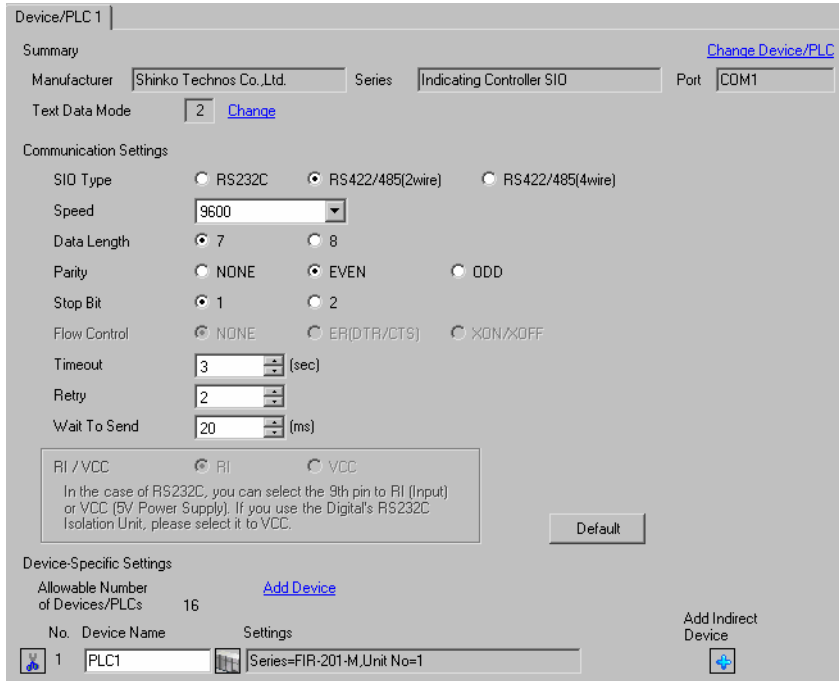 Device/PLC 1
Summary Change Device/PLC
Manufacturer Shinko Technos Co.,Ltd. Series Indicating Controller SIO Port COM1
Text Data Mode 2 Change
Communication Settings
SIO Type RS232C RS422/485(2wire) RS422/485(4wire)
Speed 9600
Data Length 7 8
Parity NONE EVEN ODD
Stop Bit 1 2
Flow Control NONE ER(DTR/CTS) XON/XOFF
Timeout 3 (sec)
Retry 2
Wait To Send 20 (ms)
RI / VCC RI VCC
In the case of RS232C, you can select the 9th pin to RI (Input)
or VCC (5V Power Supply). If you use the Digital's RS232C
Isolation Unit, please select it to VCC.
Default
Device-Specific Settings
Allowable Number Add Device
of Devices/PLCs 16
Add Indirect
No. Device Name Settings Device
1 PLC1 Series=FIR-201-M,Unit No=1